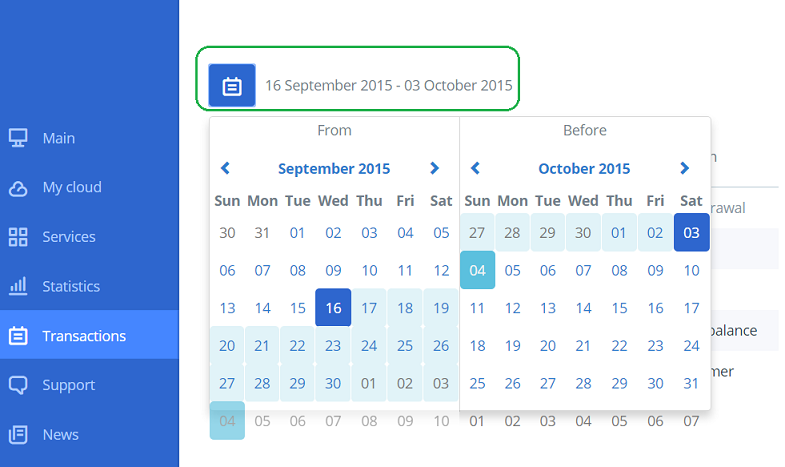 16 September 2015 - 03 October 2015
Main
My cloud
Services
Statistics
Transactions
Support
News
From
September 2015
Sun Mon Tue Wed Thu Fri Sat
30 31 01 02 03 04 05
06 07 08 09 10 11 12
13 14 15 16 17 18 19
20 21 22 23 24 25 26
27 28 29 30 01 02 03
04 05 06 07 08 09 10
Before
October 2015
Sun Mon Tue Wed Thu Fri Sat
27 28 29 30 01 02 03
04 05 06 07 08 09 10
11 12 13 14 15 16 17
18 19 20 21 22 23 24
25 26 27 28 29 30 31
01 02 03 04 05 06 07
rawal
balance
mer